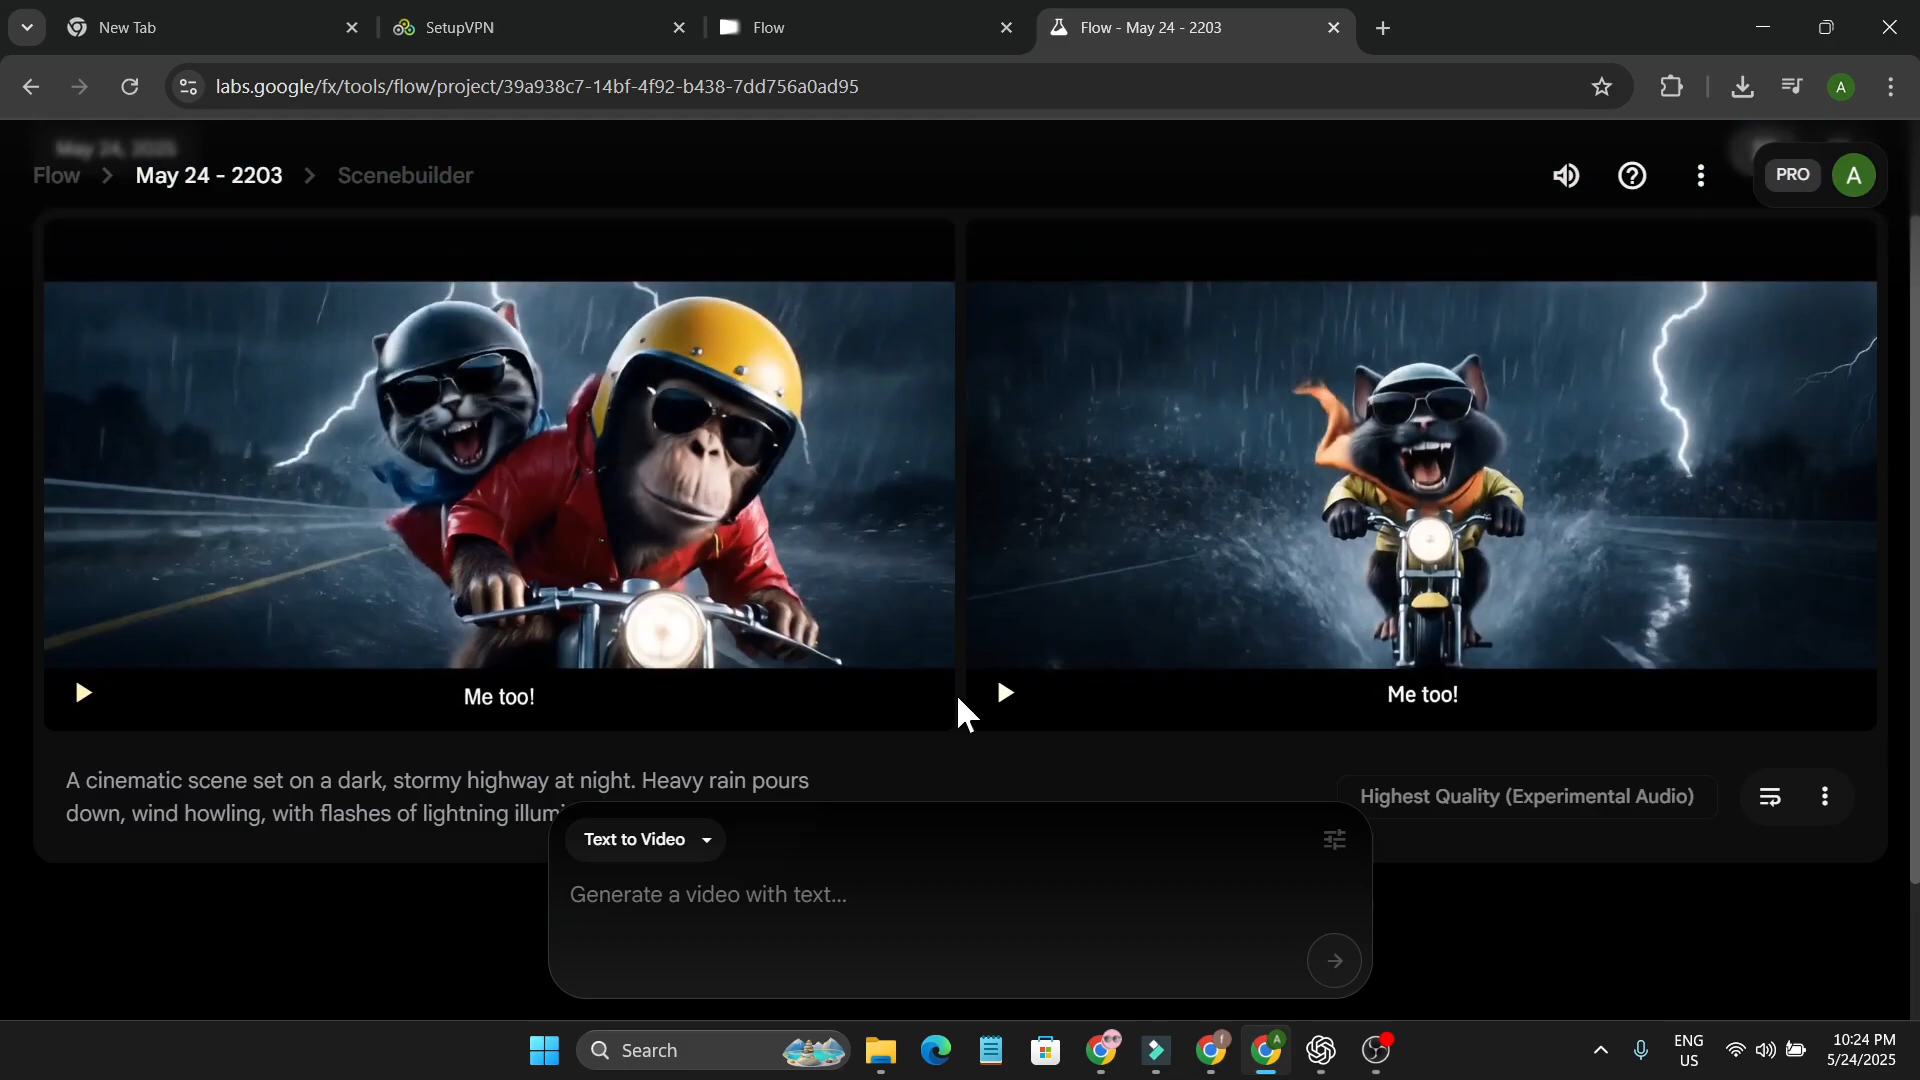 New Tab
SetupVPN
Flow
Flow - May 24 - 2203
labs.google/fx/tools/flow/project/39a938c7-14bf-4f92-b438-7dd756a0ad95
A
May 24, 2025
Flow > May 24 - 2203 > Scenebuilder
PRO
A
Me too!
Me too!
A cinematic scene set on a dark, stormy highway at night. Heavy rain pours
down, wind howling, with flashes of lightning
Highest Quality (Experimental Audio)
Text to Video
Generate a video with text...
Search
ENG
US
10:24 PM
5/24/2025